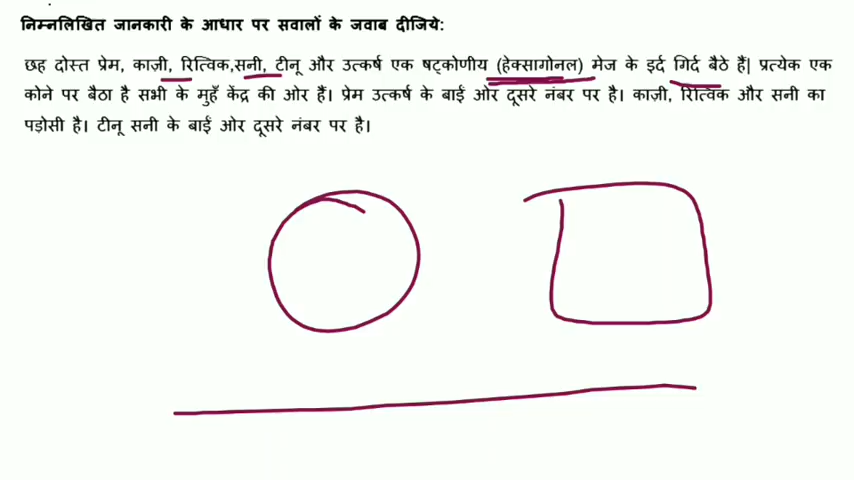 निम्नलिखित जानकारी के आधार पर सवालों के जवाब दीजिये:
छह दोस्त प्रेम, काज़ी, रित्विक,सनी, टीनू और उत्कर्ष एक षट्कोणीय (हेक्सागोनल) मेज के इर्द गिर्द बैठे हैं| प्रत्येक एक
कोने पर बैठा है सभी के मुहँ केंद्र की ओर हैं। प्रेम उत्कर्ष के बाईं ओर दूसरे नंबर पर है। काज़ी, रित्विक और सनी का
पड़ोसी है। टीनू सनी के बाईं ओर दूसरे नंबर पर है।